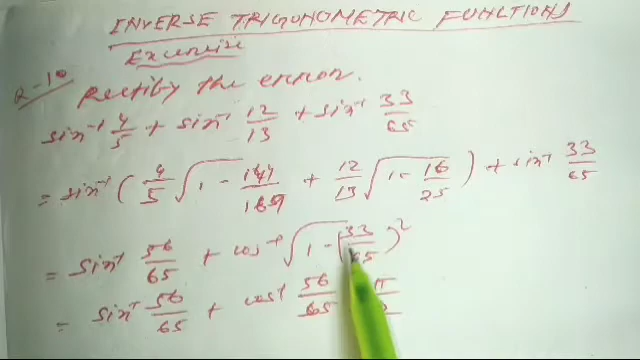 INVERSE TRIGONOMETRIC FUNCTIONS
Excercise
Q-10 Rectify the error.
sin⁻¹ 4/5 + sin⁻¹ 12/13 + sin⁻¹ 33/65
= sin⁻¹ ( 4/5 √(1 - 144/169) + 12/13 √(1 - 16/25) ) + sin⁻¹ 33/65
= sin⁻¹ 56/65 + cos⁻¹ √(1 - (33/65)²)
= sin⁻¹ 56/65 + cos⁻¹ 56/65